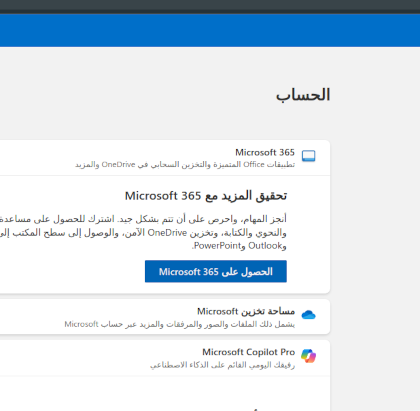 الحساب
Microsoft 365
تطبيقات Office المتميزة والتخزين السحابي في OneDrive والمزيد
تحقيق المزيد مع Microsoft 365
أنجز المهام، واحرص على أن تتم بشكل جيد. اشترك للحصول على مساعدة
والنحوي والكتابة، وتخزين OneDrive الآمن، والوصول إلى سطح المكتب إلى
وOutlook وPowerPoint.
الحصول على Microsoft 365
مساحة تخزين Microsoft
يشمل ذلك الملفات والصور والمرفقات والمزيد عبر حساب Microsoft
Microsoft Copilot Pro
رفيقك اليومي القائم على الذكاء الاصطناعي